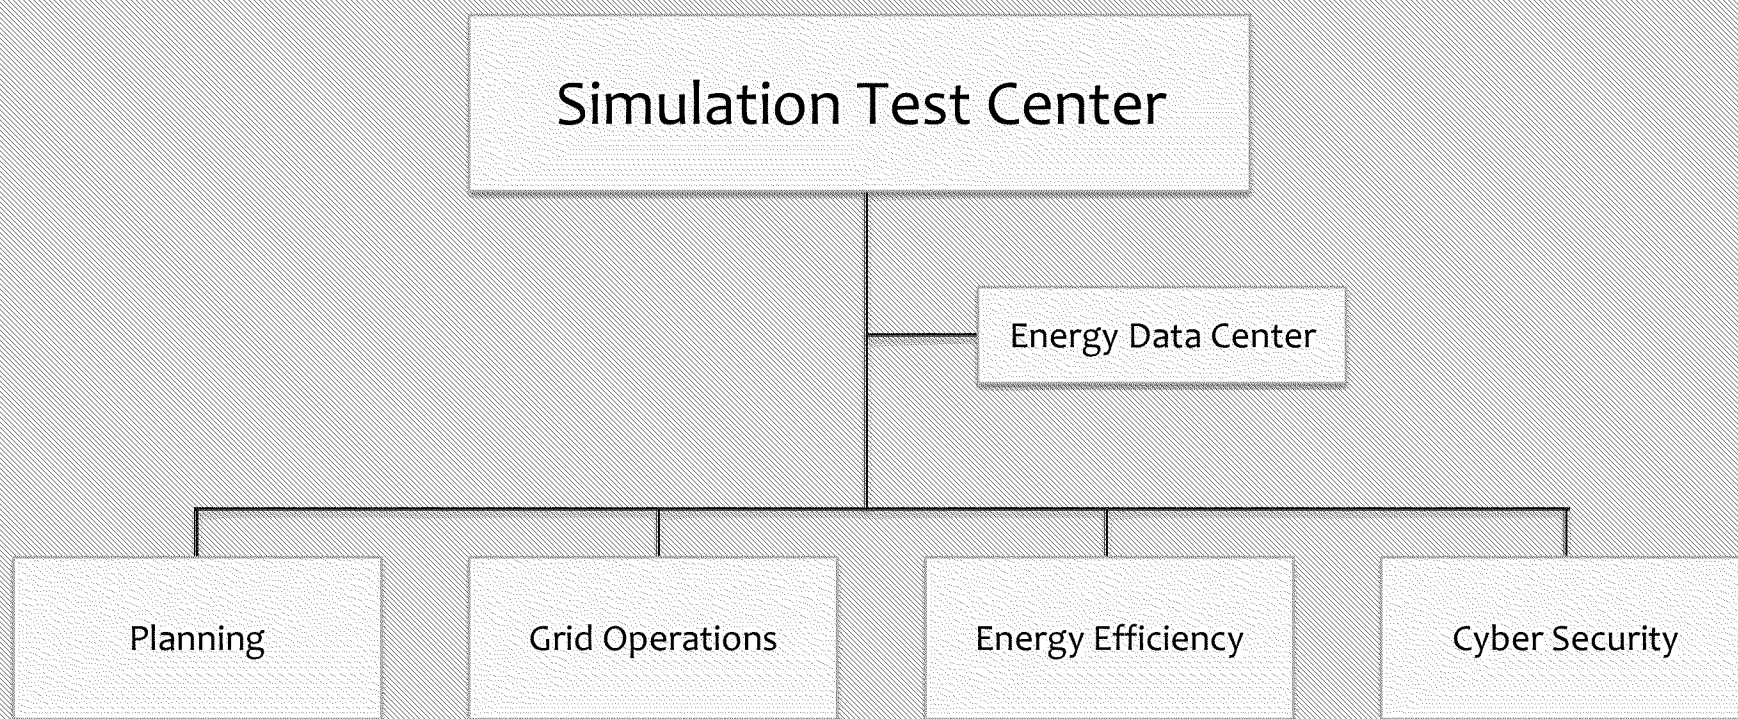 Simulation Test Center
Energy Data Center
Planning
Grid Operations
Energy Efficiency
Cyber Security